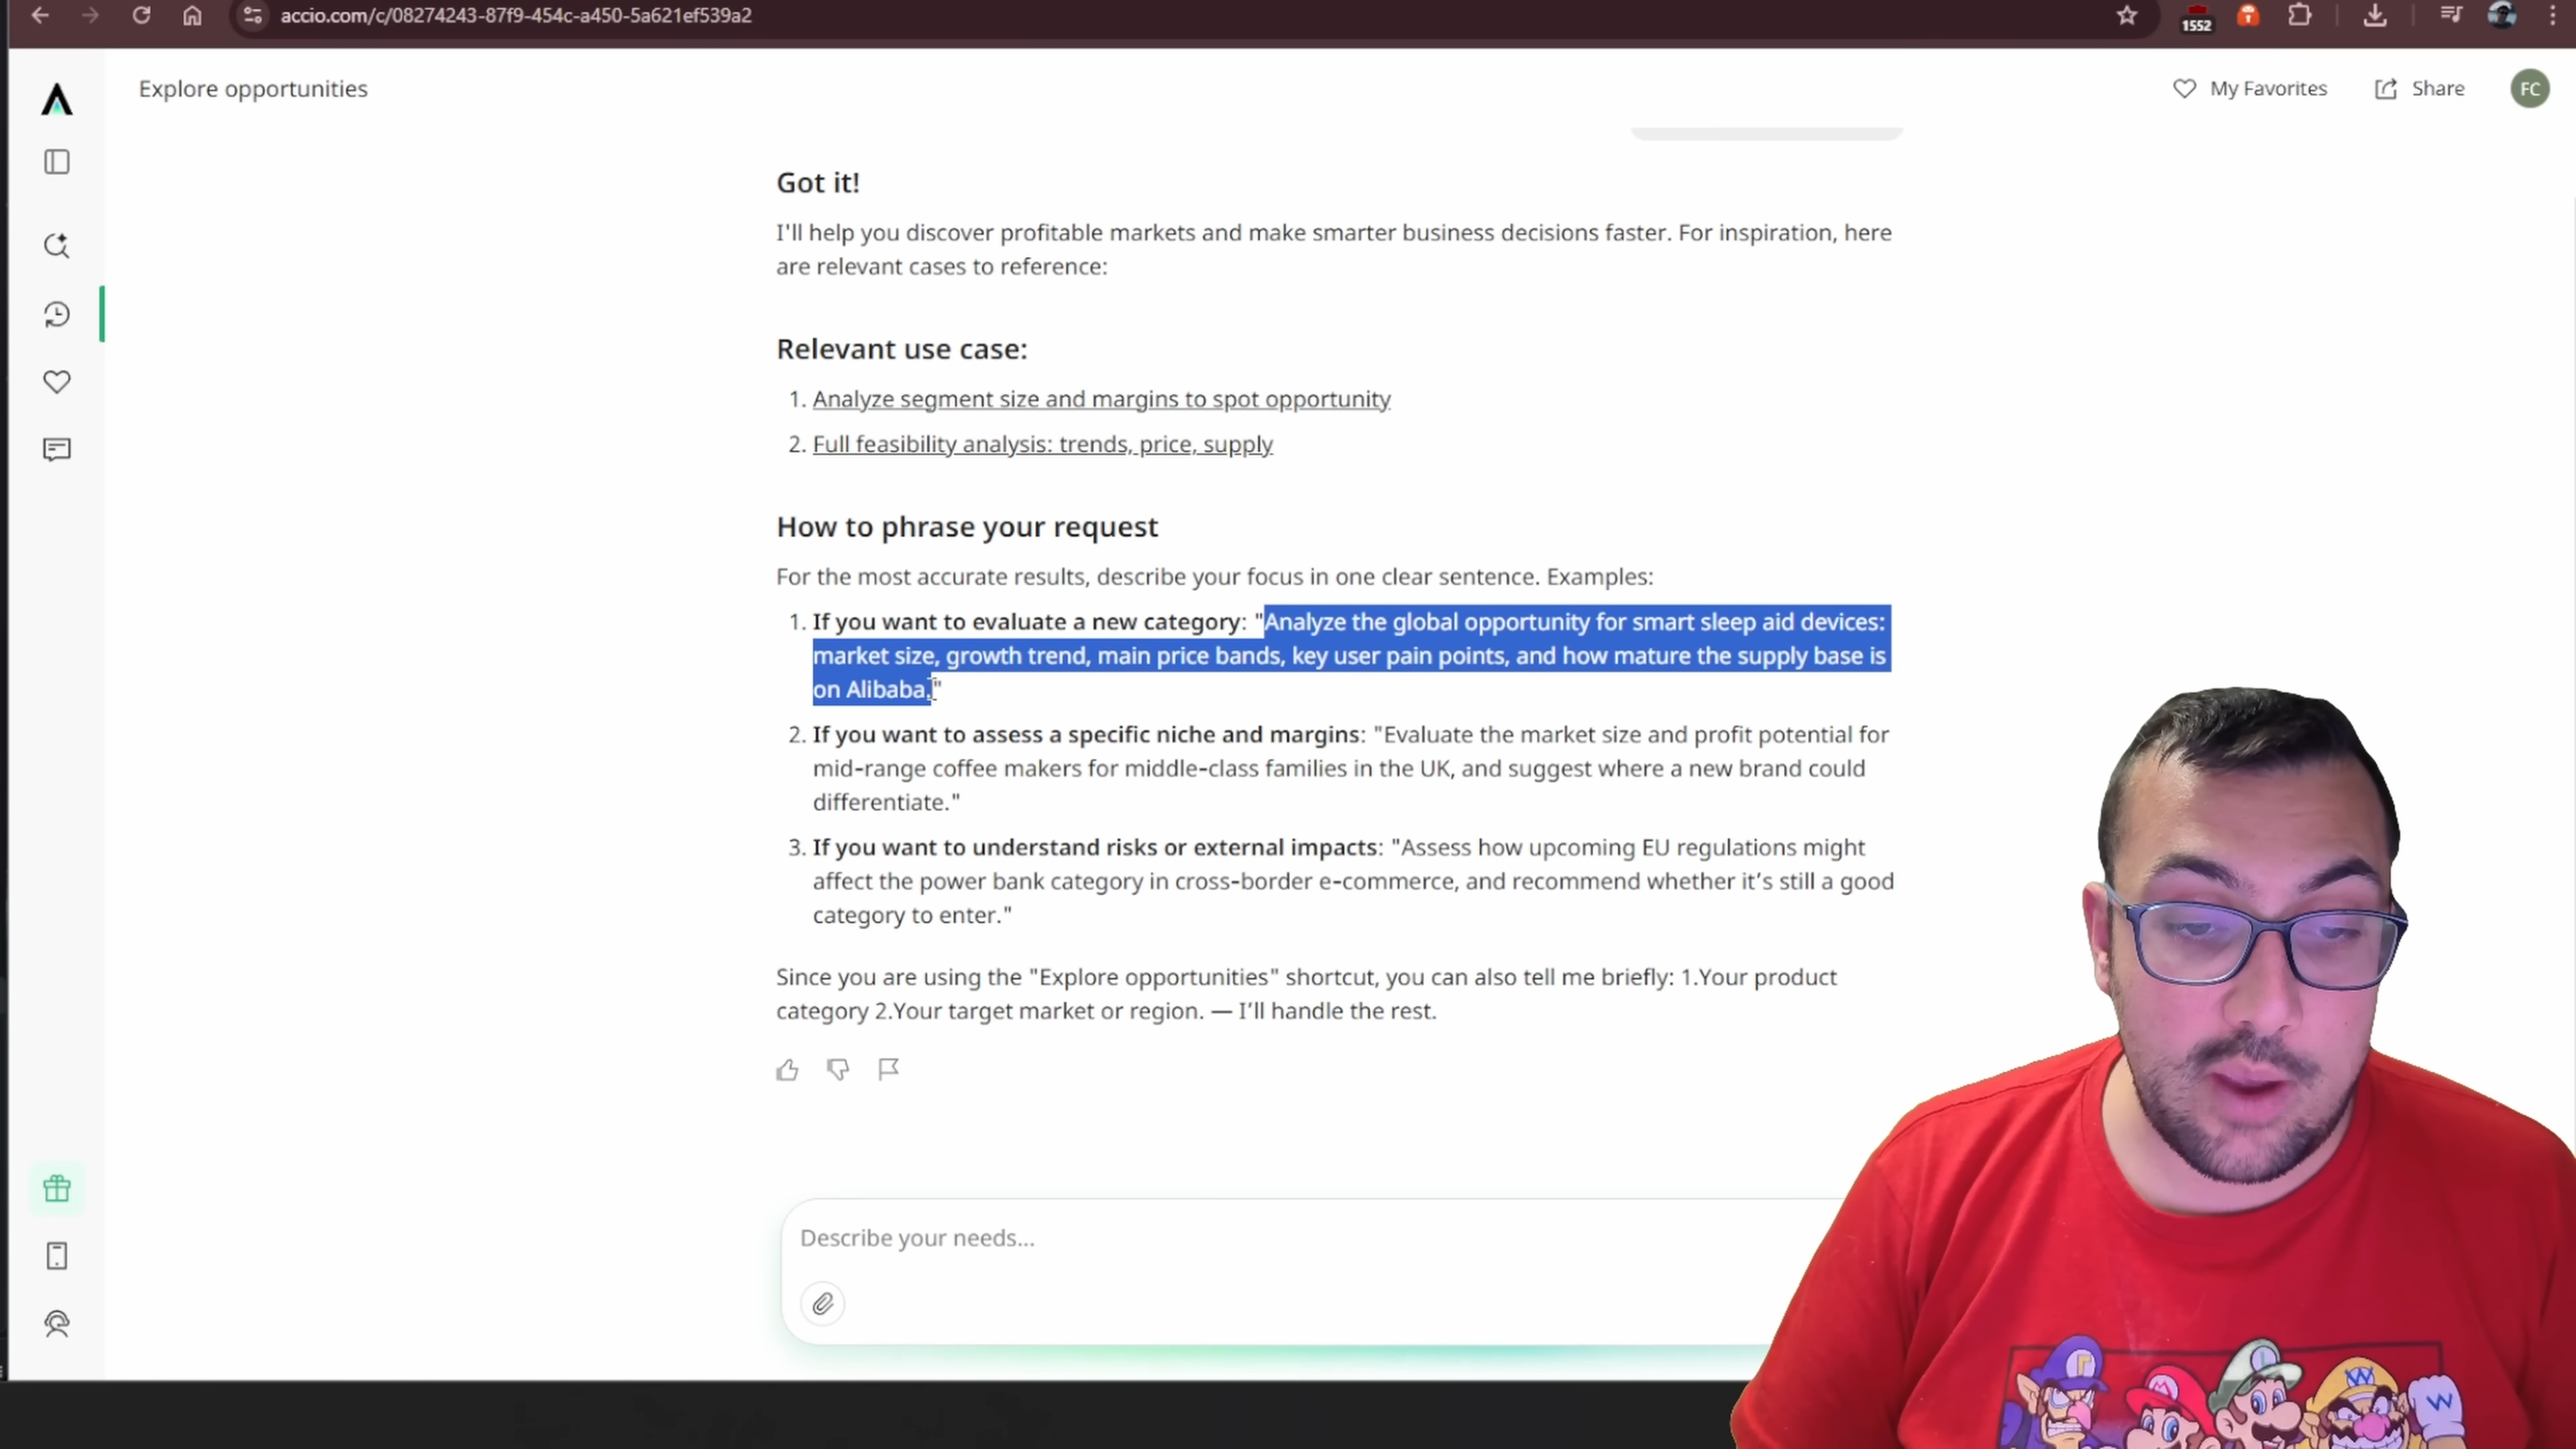 accio.com/c/08274243-87f9-454c-a450-5a621ef539a2
1552
Explore opportunities
My Favorites
Share
FC
Got it!
I'll help you discover profitable markets and make smarter business decisions faster. For inspiration, here
are relevant cases to reference:
Relevant use case:
1. Analyze segment size and margins to spot opportunity
2. Full feasibility analysis: trends, price, supply
How to phrase your request
For the most accurate results, describe your focus in one clear sentence. Examples:
1. If you want to evaluate a new category: "Analyze the global opportunity for smart sleep aid devices:
market size, growth trend, main price bands, key user pain points, and how mature the supply base is
on Alibaba."
2. If you want to assess a specific niche and margins: "Evaluate the market size and profit potential for
mid-range coffee makers for middle-class families in the UK, and suggest where a new brand could
differentiate."
3. If you want to understand risks or external impacts: "Assess how upcoming EU regulations might
affect the power bank category in cross-border e-commerce, and recommend whether it's still a good
category to enter."
Since you are using the "Explore opportunities" shortcut, you can also tell me briefly: 1.Your product
category 2.Your target market or region. — I'll handle the rest.
Describe your needs...
M
L
W
W